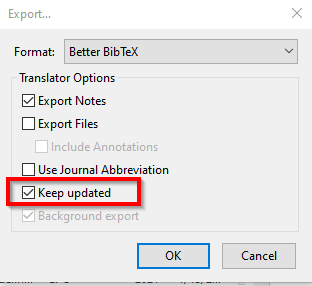 Export...
Format: Better BibTeX
Translator Options
Export Notes
Export Files
Include Annotations
Use Journal Abbreviation
Keep updated
Background export
OK Cancel